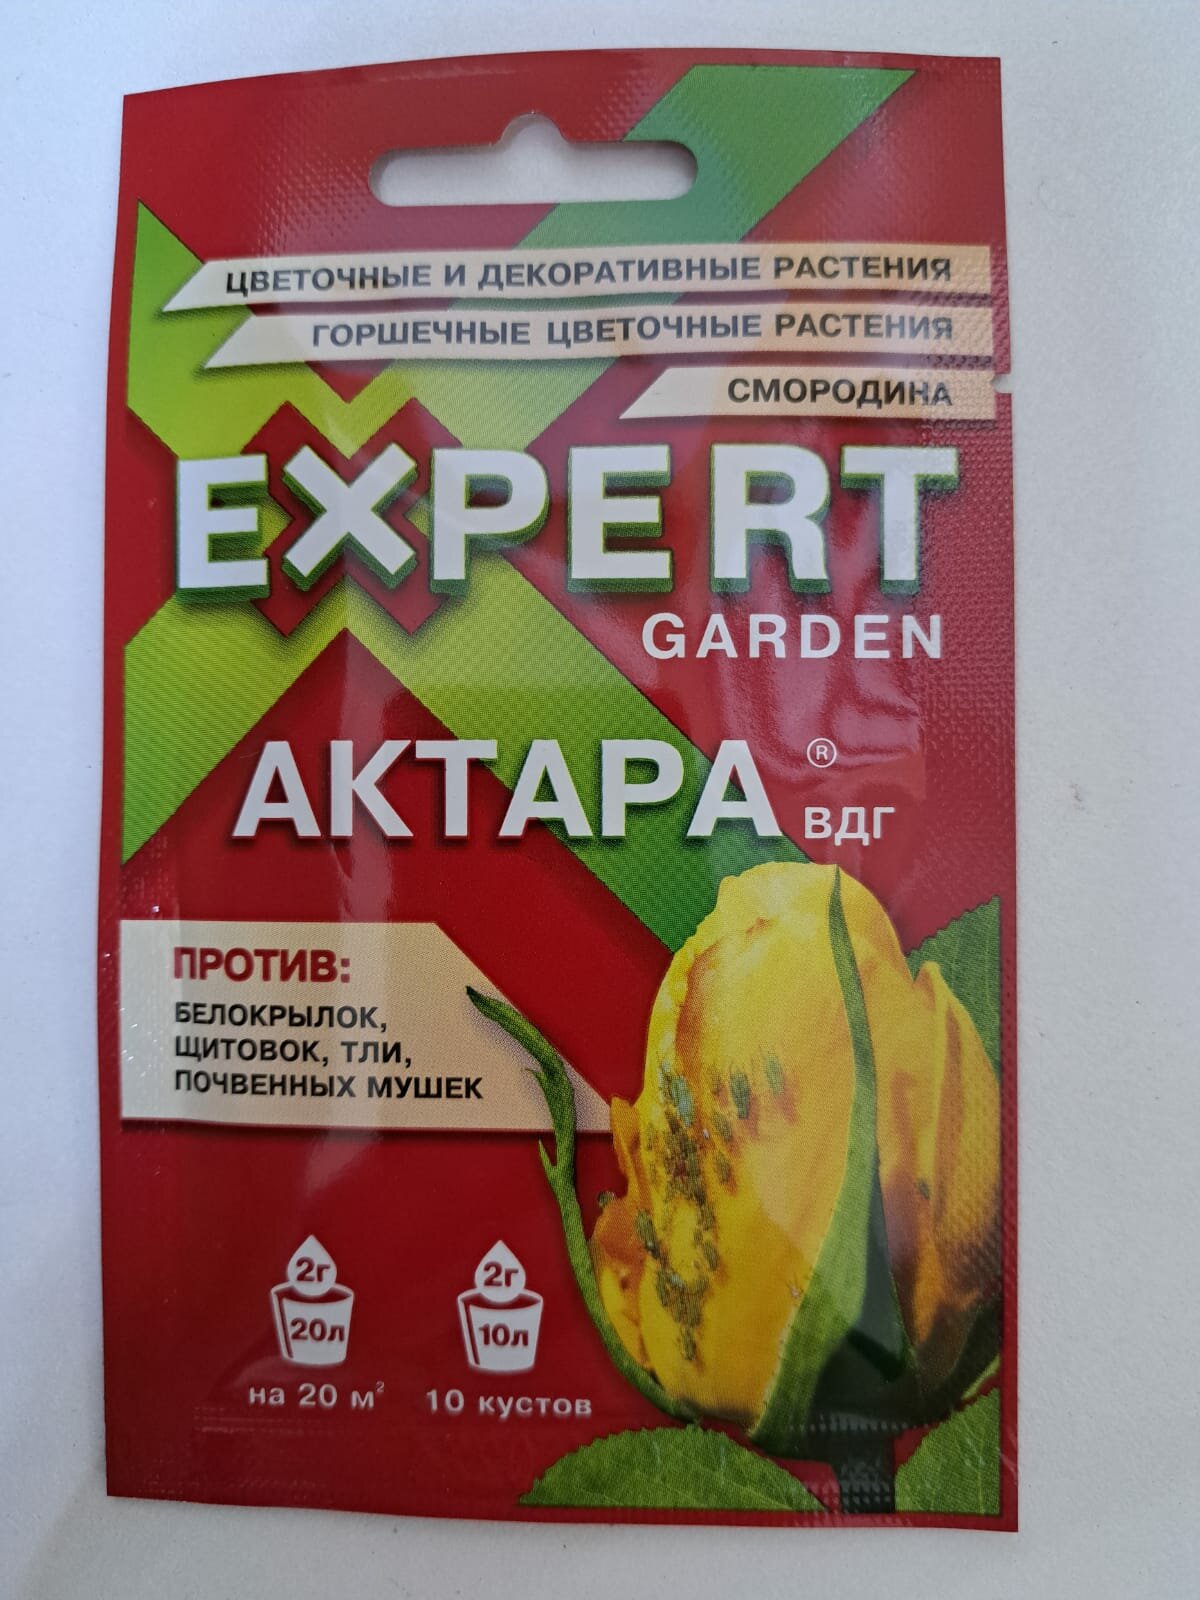 ЦВЕТОЧНЫЕ И ДЕКОРАТИВНЫЕ РАСТЕНИЯ
ГОРШЕЧНЫЕ ЦВЕТОЧНЫЕ РАСТЕНИЯ
СМОРОДИНА
EXPERT
GARDEN
АКТАРА ® ВДГ
ПРОТИВ:
БЕЛОКРЫЛОК,
ЩИТОВОК, ТЛИ,
ПОЧВЕННЫХ МУШЕК
2г 2г
20л 10л
на 20 м² 10 кустов